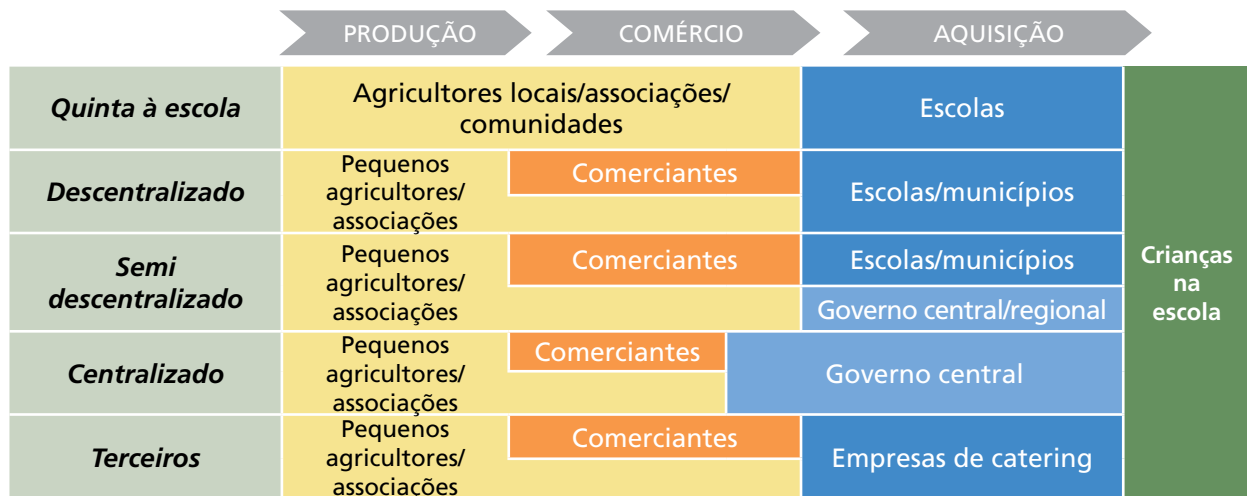 PRODUÇÃO
COMÉRCIO
AQUISIÇÃO
Quinta à escola
Agricultores locais/associações/
comunidades
Escolas
Descentralizado
Pequenos
agricultores/
associações
Comerciantes
Escolas/municípios
Semi
descentralizado
Pequenos
agricultores/
associações
Comerciantes
Escolas/municípios
Governo central/regional
Centralizado
Pequenos
agricultores/
associações
Comerciantes
Governo central
Terceiros
Pequenos
agricultores/
associações
Comerciantes
Empresas de catering
Crianças
na
escola